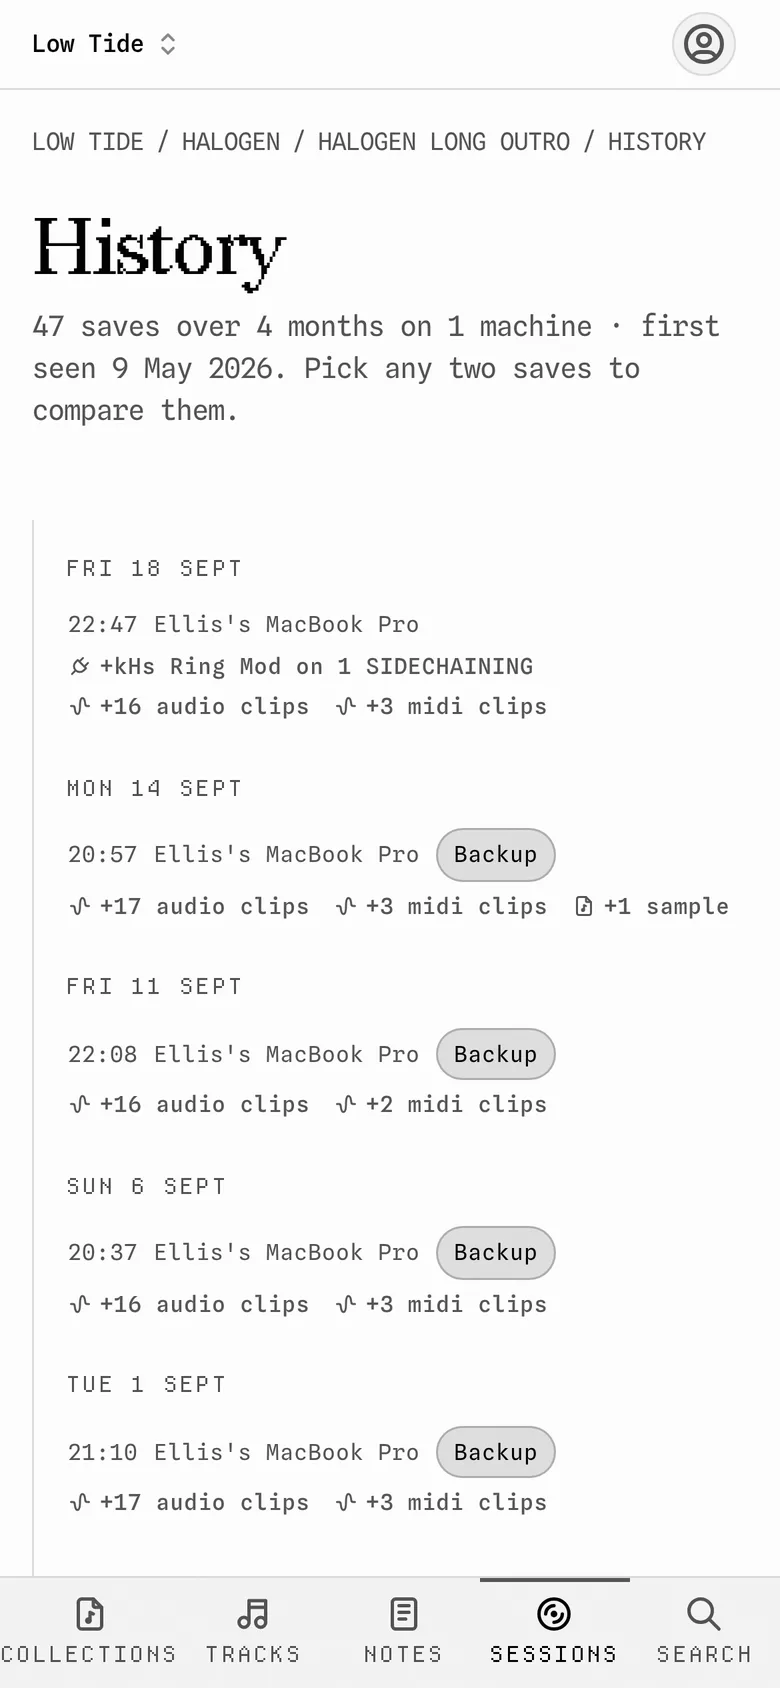 Low Tide
LOW TIDE / HALOGEN / HALOGEN LONG OUTRO / HISTORY
History
47 saves over 4 months on 1 machine · first
seen 9 May 2026. Pick any two saves to
compare them.
FRI 18 SEPT
22:47 Ellis's MacBook Pro
+kHs Ring Mod on 1 SIDECHAINING
+16 audio clips +3 midi clips
MON 14 SEPT
20:57 Ellis's MacBook Pro Backup
+17 audio clips +3 midi clips +1 sample
FRI 11 SEPT
22:08 Ellis's MacBook Pro Backup
+16 audio clips +2 midi clips
SUN 6 SEPT
20:37 Ellis's MacBook Pro Backup
+16 audio clips +3 midi clips
TUE 1 SEPT
21:10 Ellis's MacBook Pro Backup
+17 audio clips +3 midi clips
COLLECTIONS TRACKS NOTES SESSIONS SEARCH